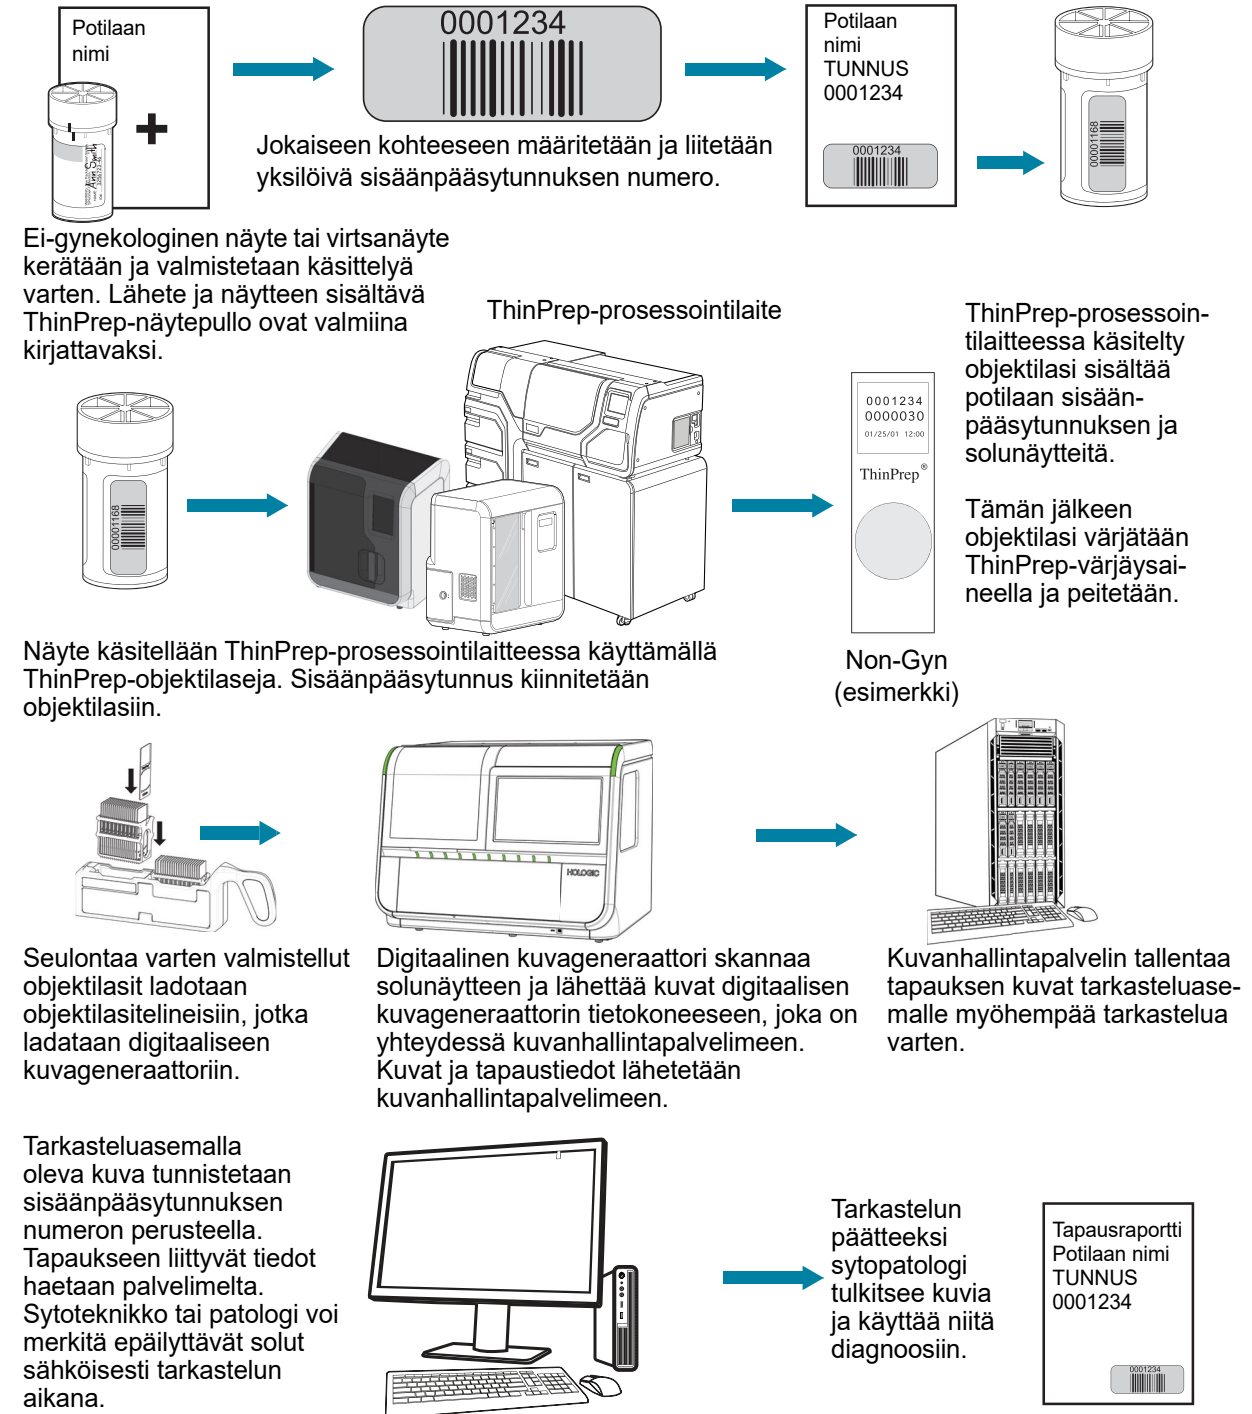 Potilaan
nimi
0001234
Jokaiseen kohteeseen määritetään ja liitetään
yksilöivä sisäänpääsytunnuksen numero.
Potilaan
nimi
TUNNUS
0001234
0001234
00001168
Ei-gynekologinen näyte tai virtsanäyte
kerätään ja valmistetaan käsittelyä
varten. Lähete ja näytteen sisältävä
ThinPrep-näytepullo ovat valmiina
kirjattavaksi.
00001168
ThinPrep-prosessointilaite
0001234
0000030
01/25/01 12:00
ThinPrep®
Non-Gyn
(esimerkki)
ThinPrep-prosessoin-
tilaitteessa käsitelty
objektilasi sisältää
potilaan sisään-
pääsytunnuksen ja
solunäytteitä.
Tämän jälkeen
objektilasi värjätään
ThinPrep-värjäysai-
neella ja peitetään.
Näyte käsitellään ThinPrep-prosessointilaitteessa käyttämällä
ThinPrep-objektilaseja. Sisäänpääsytunnus kiinnitetään
objektilasiin.
HOLOGIC
Seulontaa varten valmistellut
objektilasit ladotaan
objektilasitelineisiin, jotka
ladataan digitaaliseen
kuvageneraattoriin.
Digitaalinen kuvageneraattori skannaa
solunäytteen ja lähettää kuvat digitaalisen
kuvageneraattorin tietokoneeseen, joka on
yhteydessä kuvanhallintapalvelimeen.
Kuvat ja tapaustiedot lähetetään
kuvanhallintapalvelimeen.
Kuvanhallintapalvelin tallentaa
tapauksen kuvat tarkasteluase-
malle myöhempää tarkastelua
varten.
Tarkasteluasemalla
oleva kuva tunnistetaan
sisäänpääsytunnuksen
numeron perusteella.
Tapaukseen liittyvät tiedot
haetaan palvelimelta.
Sytoteknikko tai patologi voi
merkitä epäilyttävät solut
sähköisesti tarkastelun
aikana.
Tarkastelun
päätteeksi
sytopatologi
tulkitsee kuvia
ja käyttää niitä
diagnoosiin.
Tapausraportti
Potilaan nimi
TUNNUS
0001234
0001234